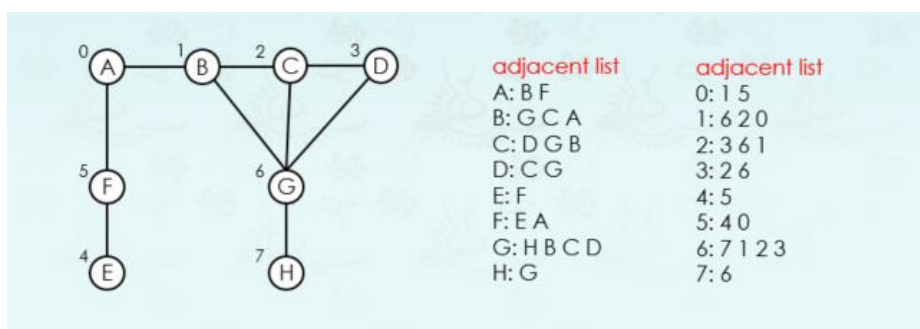 0 1 2 3
A B C D
5 6
F G
4 7
E H
adjacent list
A: B F
B: G C A
C: D G B
D: C G
E: F
F: E A
G: H B C D
H: G
adjacent list
0: 1 5
1: 6 2 0
2: 3 6 1
3: 2 6
4: 5
5: 4 0
6: 7 1 2 3
7: 6